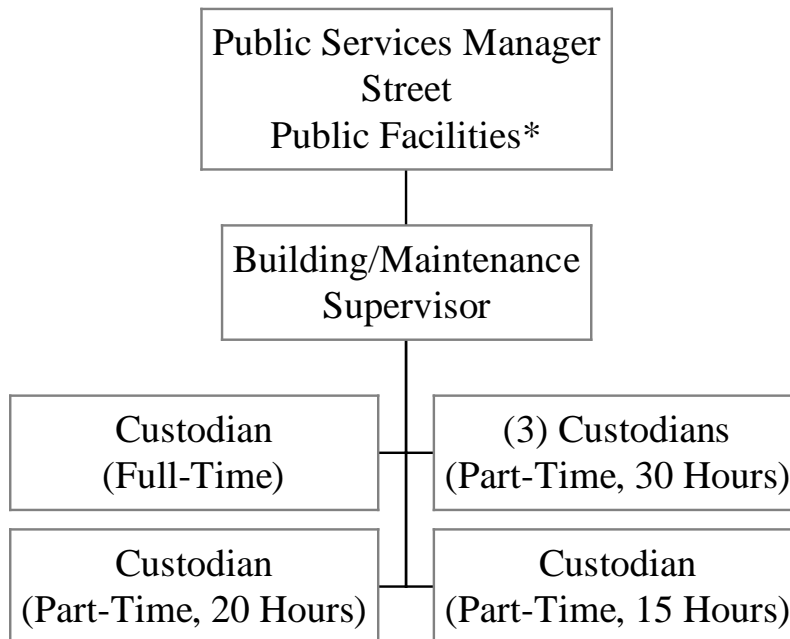 Public Services Manager
Street
Public Facilities*
Building/Maintenance
Supervisor
Custodian
(Full-Time)
(3) Custodians
(Part-Time, 30 Hours)
Custodian
(Part-Time, 20 Hours)
Custodian
(Part-Time, 15 Hours)